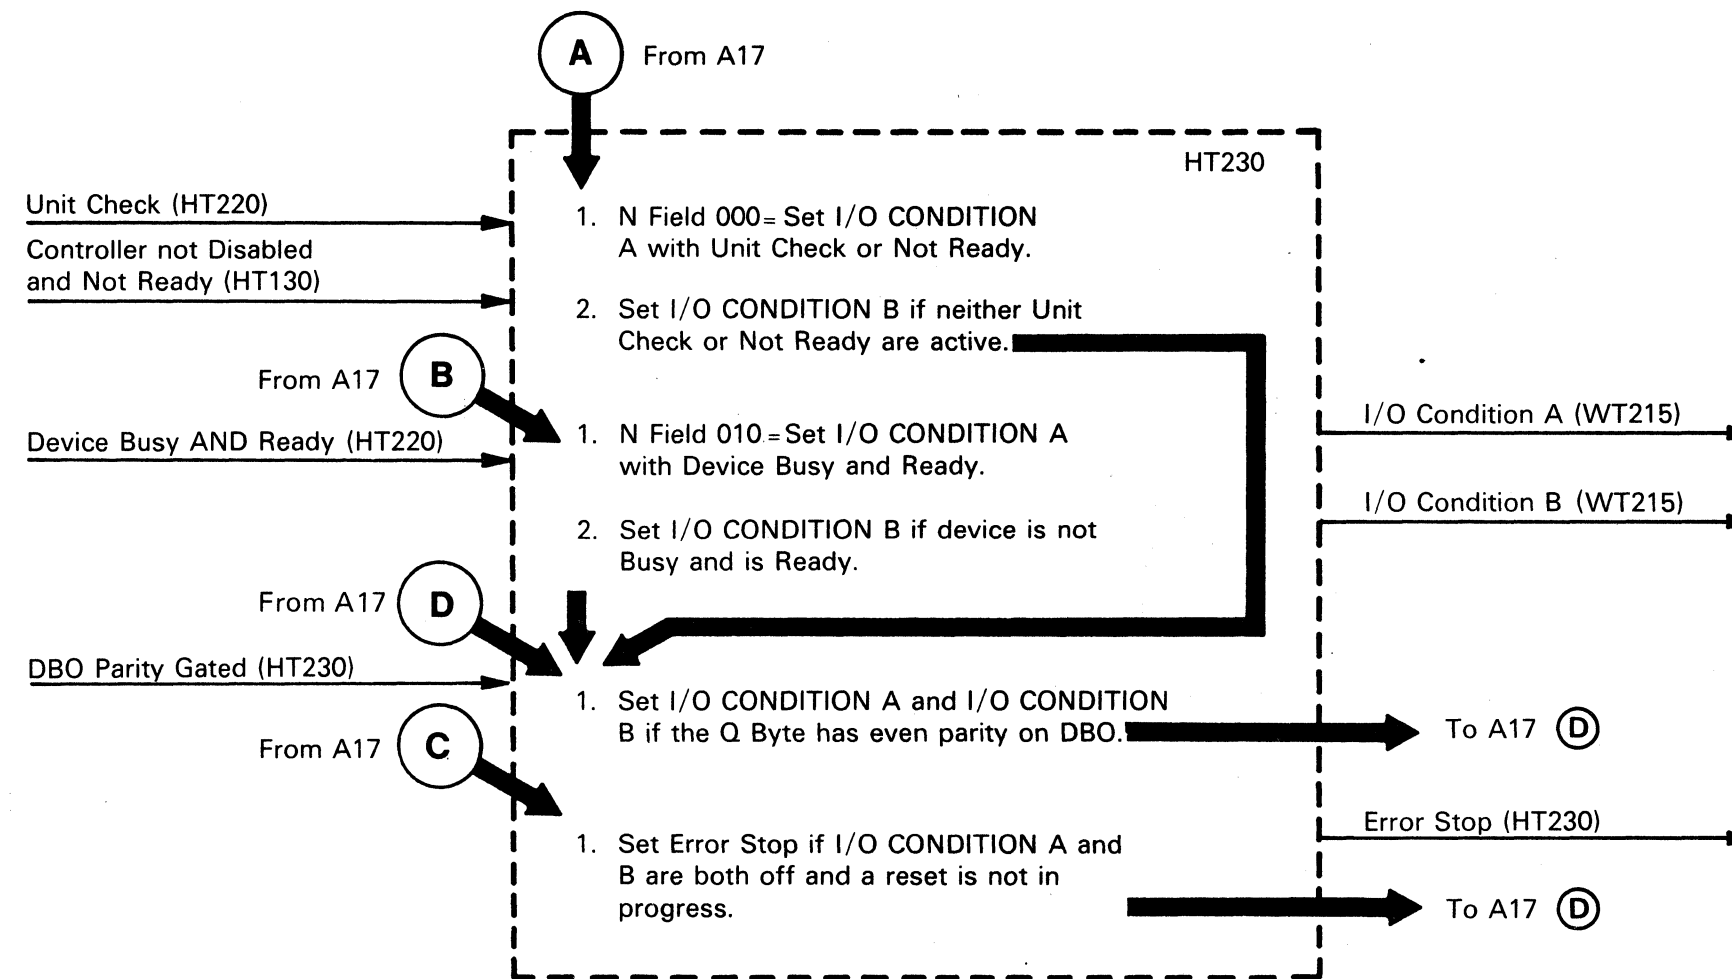 A From A17
HT230
Unit Check (HT220)
Controller not Disabled
and Not Ready (HT130)
1. N Field 000= Set I/O CONDITION
A with Unit Check or Not Ready.
2. Set I/O CONDITION B if neither Unit
Check or Not Ready are active.
From A17 B
Device Busy AND Ready (HT220)
1. N Field 010.=Set I/O CONDITION A
with Device Busy and Ready.
2. Set I/O CONDITION B if device is not
Busy and is Ready.
I/O Condition A (WT215)
I/O Condition B (WT215)
From A17 D
DBO Parity Gated (HT230)
1. Set I/O CONDITION A and I/O CONDITION
B if the Q Byte has even parity on DBO.
To A17 D
From A17 C
1. Set Error Stop if I/O CONDITION A and
B are both off and a reset is not in
progress.
Error Stop (HT230)
To A17 D